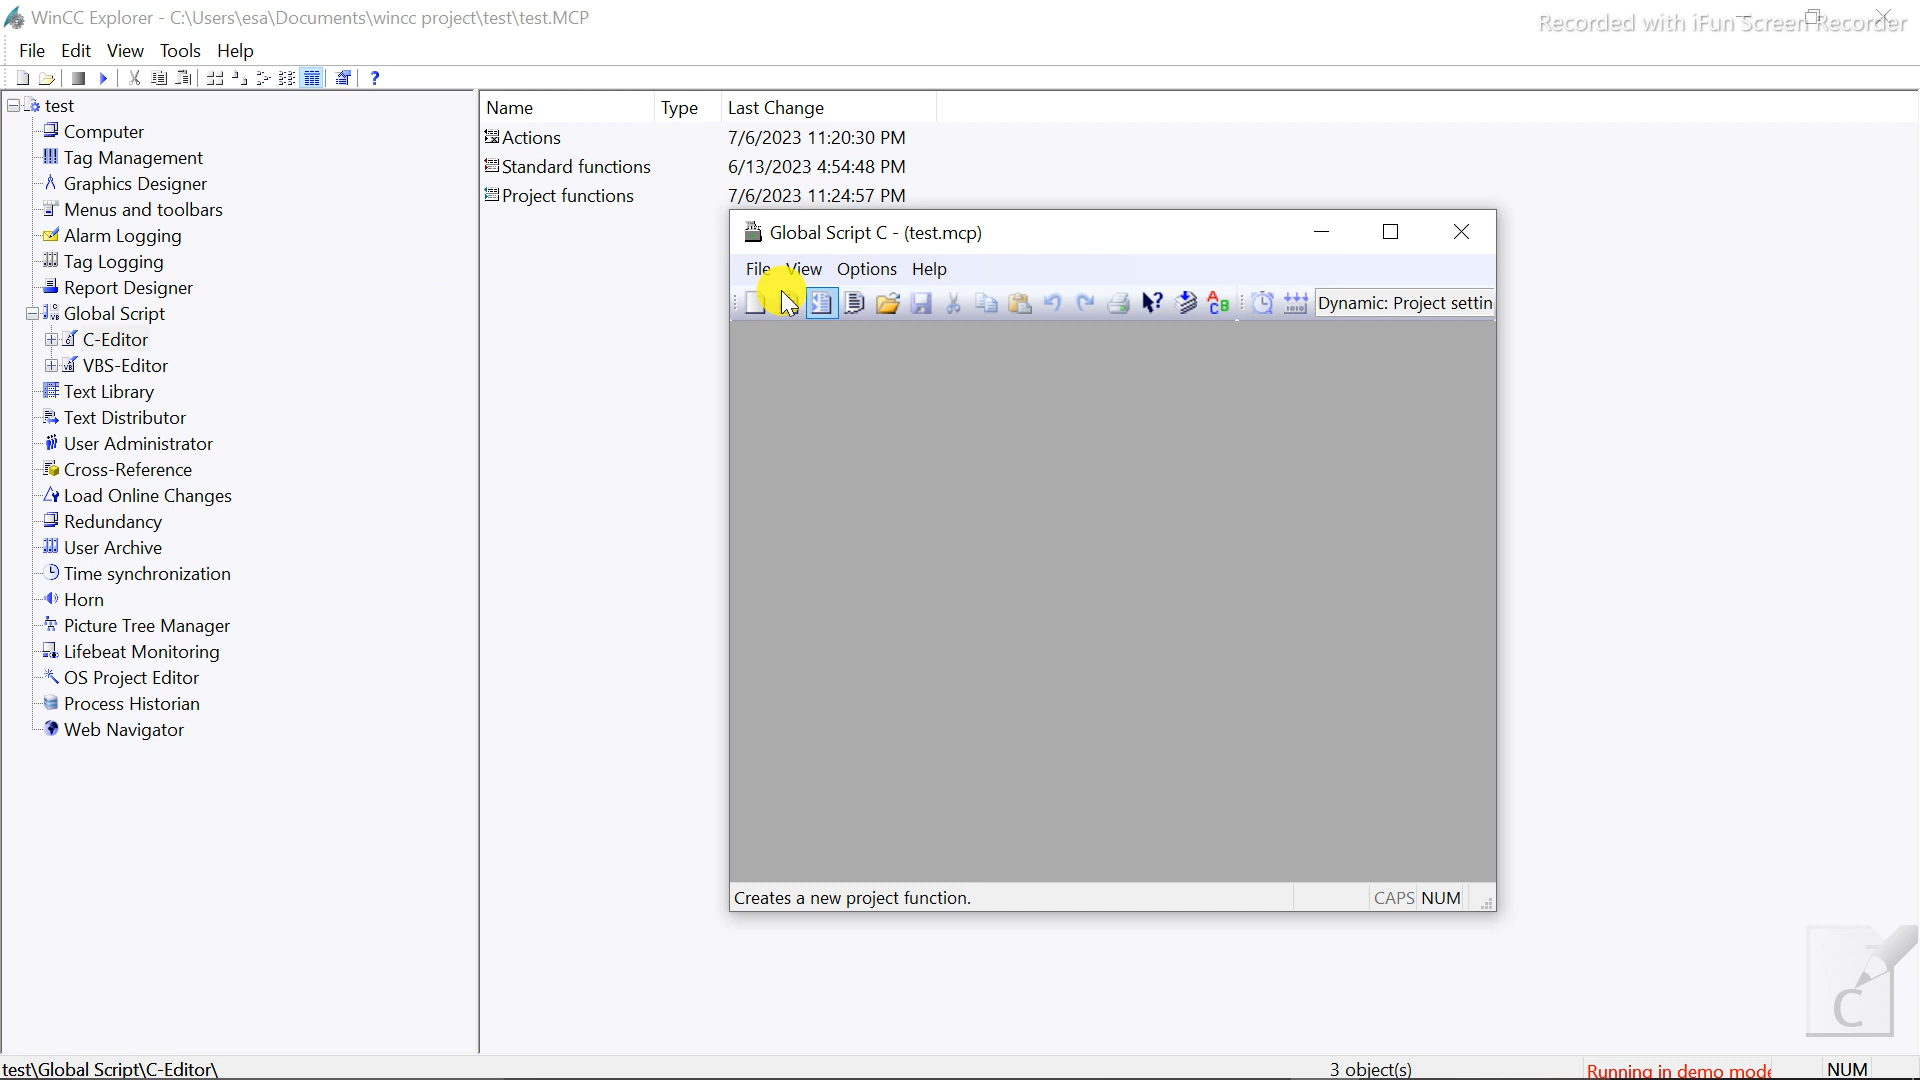 WinCC Explorer - C:\Users\esa\Documents\wincc project\test\test.MCP
Recorded with iFun Screen Recorder
File Edit View Tools Help
test
Computer
Tag Management
Graphics Designer
Menus and toolbars
Alarm Logging
Tag Logging
Report Designer
Global Script
C-Editor
VBS-Editor
Text Library
Text Distributor
User Administrator
Cross-Reference
Load Online Changes
Redundancy
User Archive
Time synchronization
Horn
Picture Tree Manager
Lifebeat Monitoring
OS Project Editor
Process Historian
Web Navigator
Name Type Last Change
Actions 7/6/2023 11:20:30 PM
Standard functions 6/13/2023 4:54:48 PM
Project functions 7/6/2023 11:24:57 PM
Global Script C - (test.mcp)
File View Options Help
Dynamic: Project settin
Creates a new project function.
CAPS NUM
C
test\Global Script\C-Editor\
3 object(s)
Running in demo mode
NUM